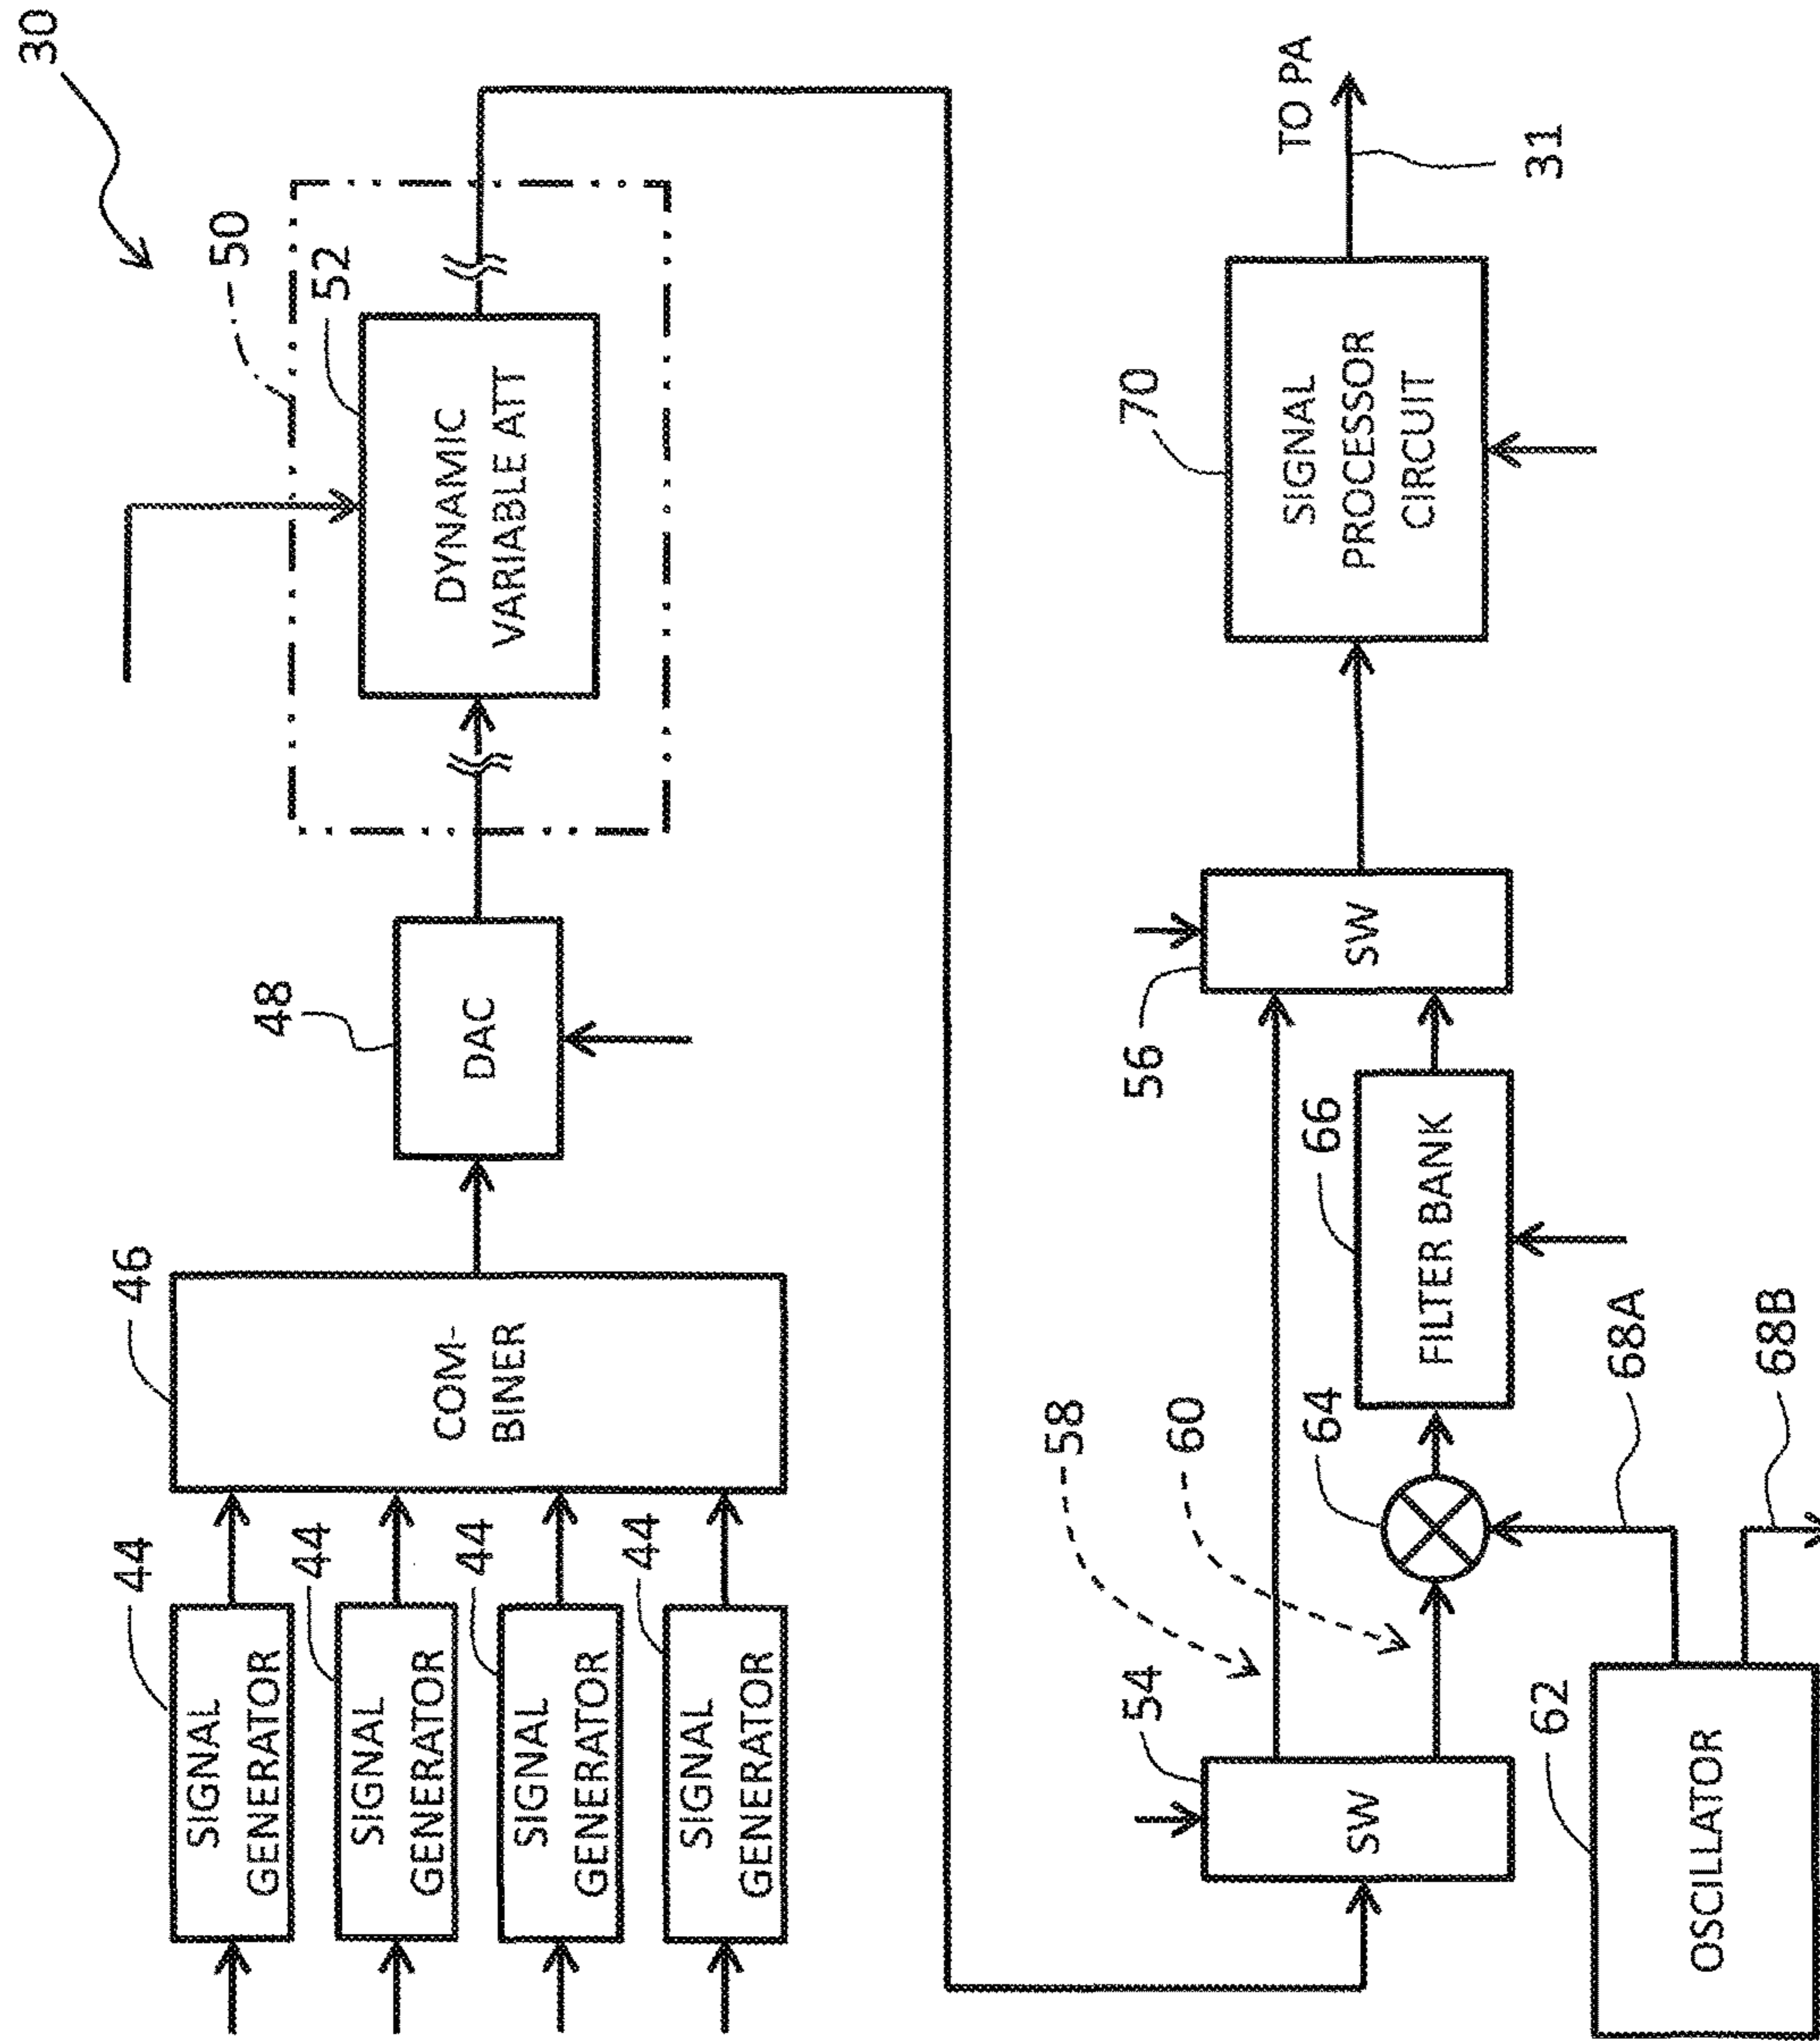 30
44
SIGNAL
GENERATOR
44
SIGNAL
GENERATOR
44
SIGNAL
GENERATOR
44
SIGNAL
GENERATOR
46
COM-
BINER
48
DAC
50
52
DYNAMIC
VARIABLE ATT
54
SW
58
60
64
66
FILTER BANK
56
SW
70
SIGNAL
PROCESSOR
CIRCUIT
TO PA
31
62
OSCILLATOR
68A
68B